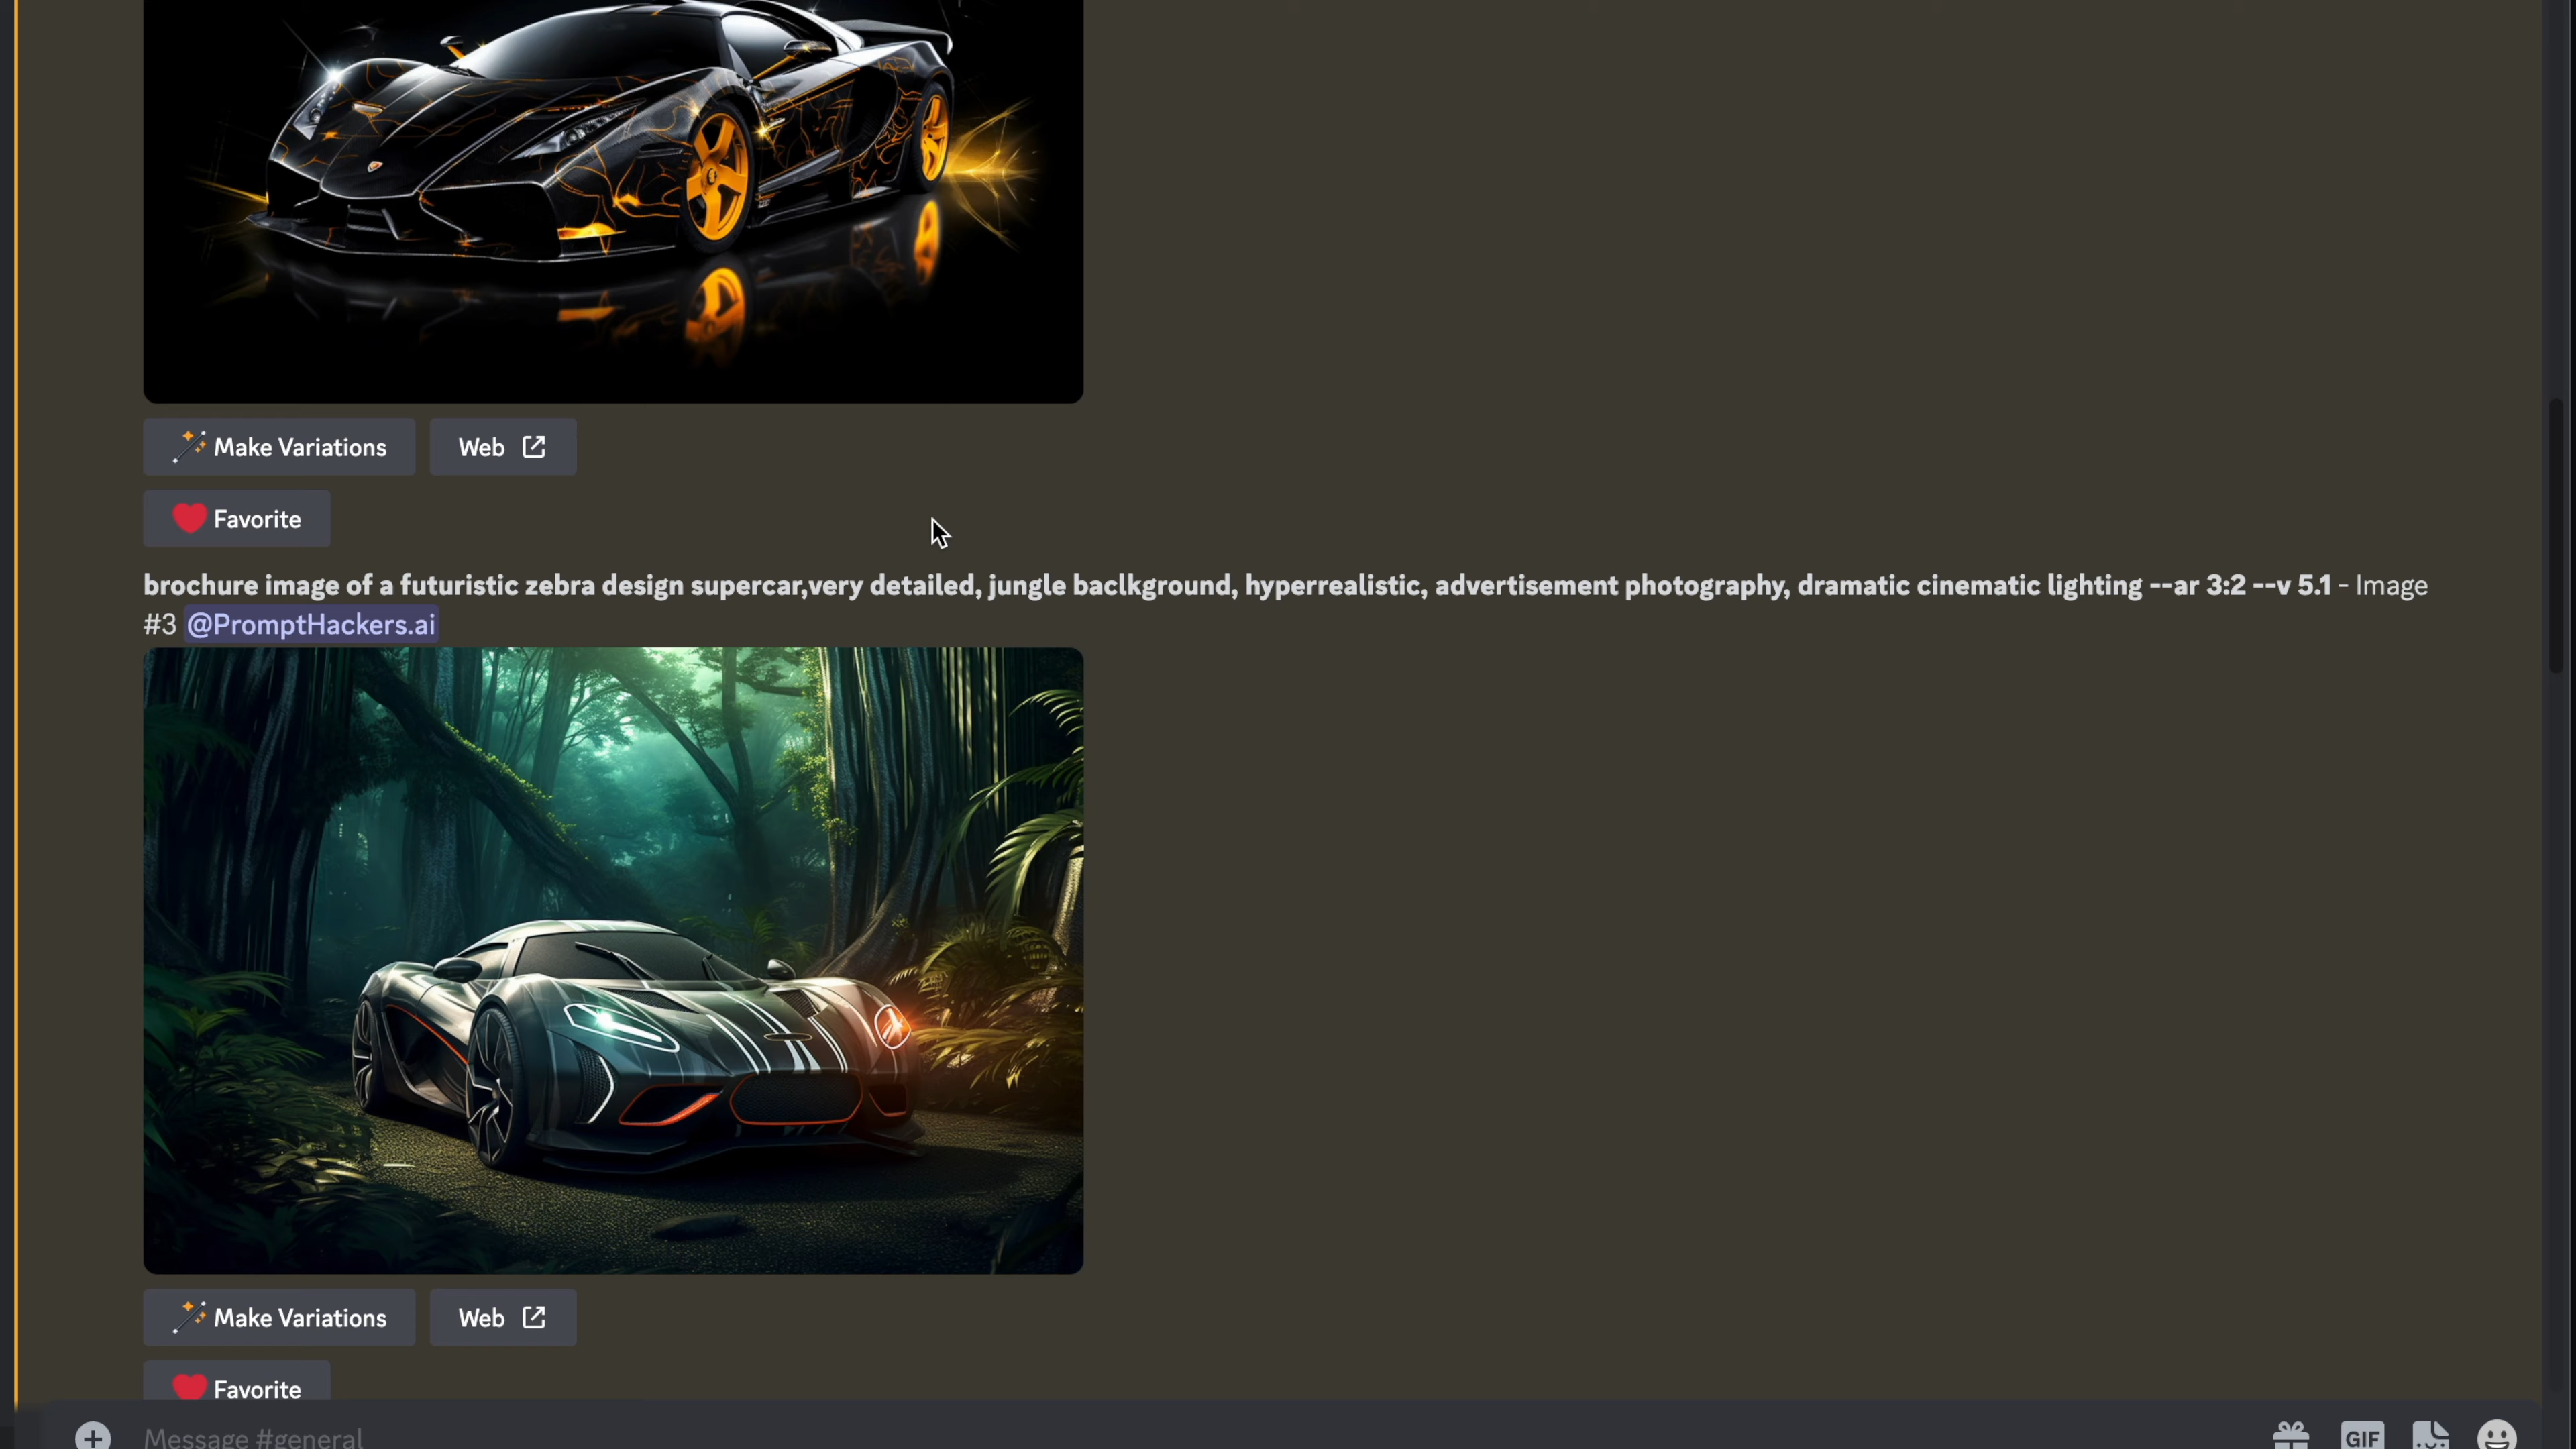 Make Variations Web
Favorite
brochure image of a futuristic zebra design supercar,very detailed, jungle baclkground, hyperrealistic, advertisement photography, dramatic cinematic lighting --ar 3:2 --v 5.1 - Image
#3 @PromptHackers.ai
Make Variations Web
Favorite
Message #general
GIF